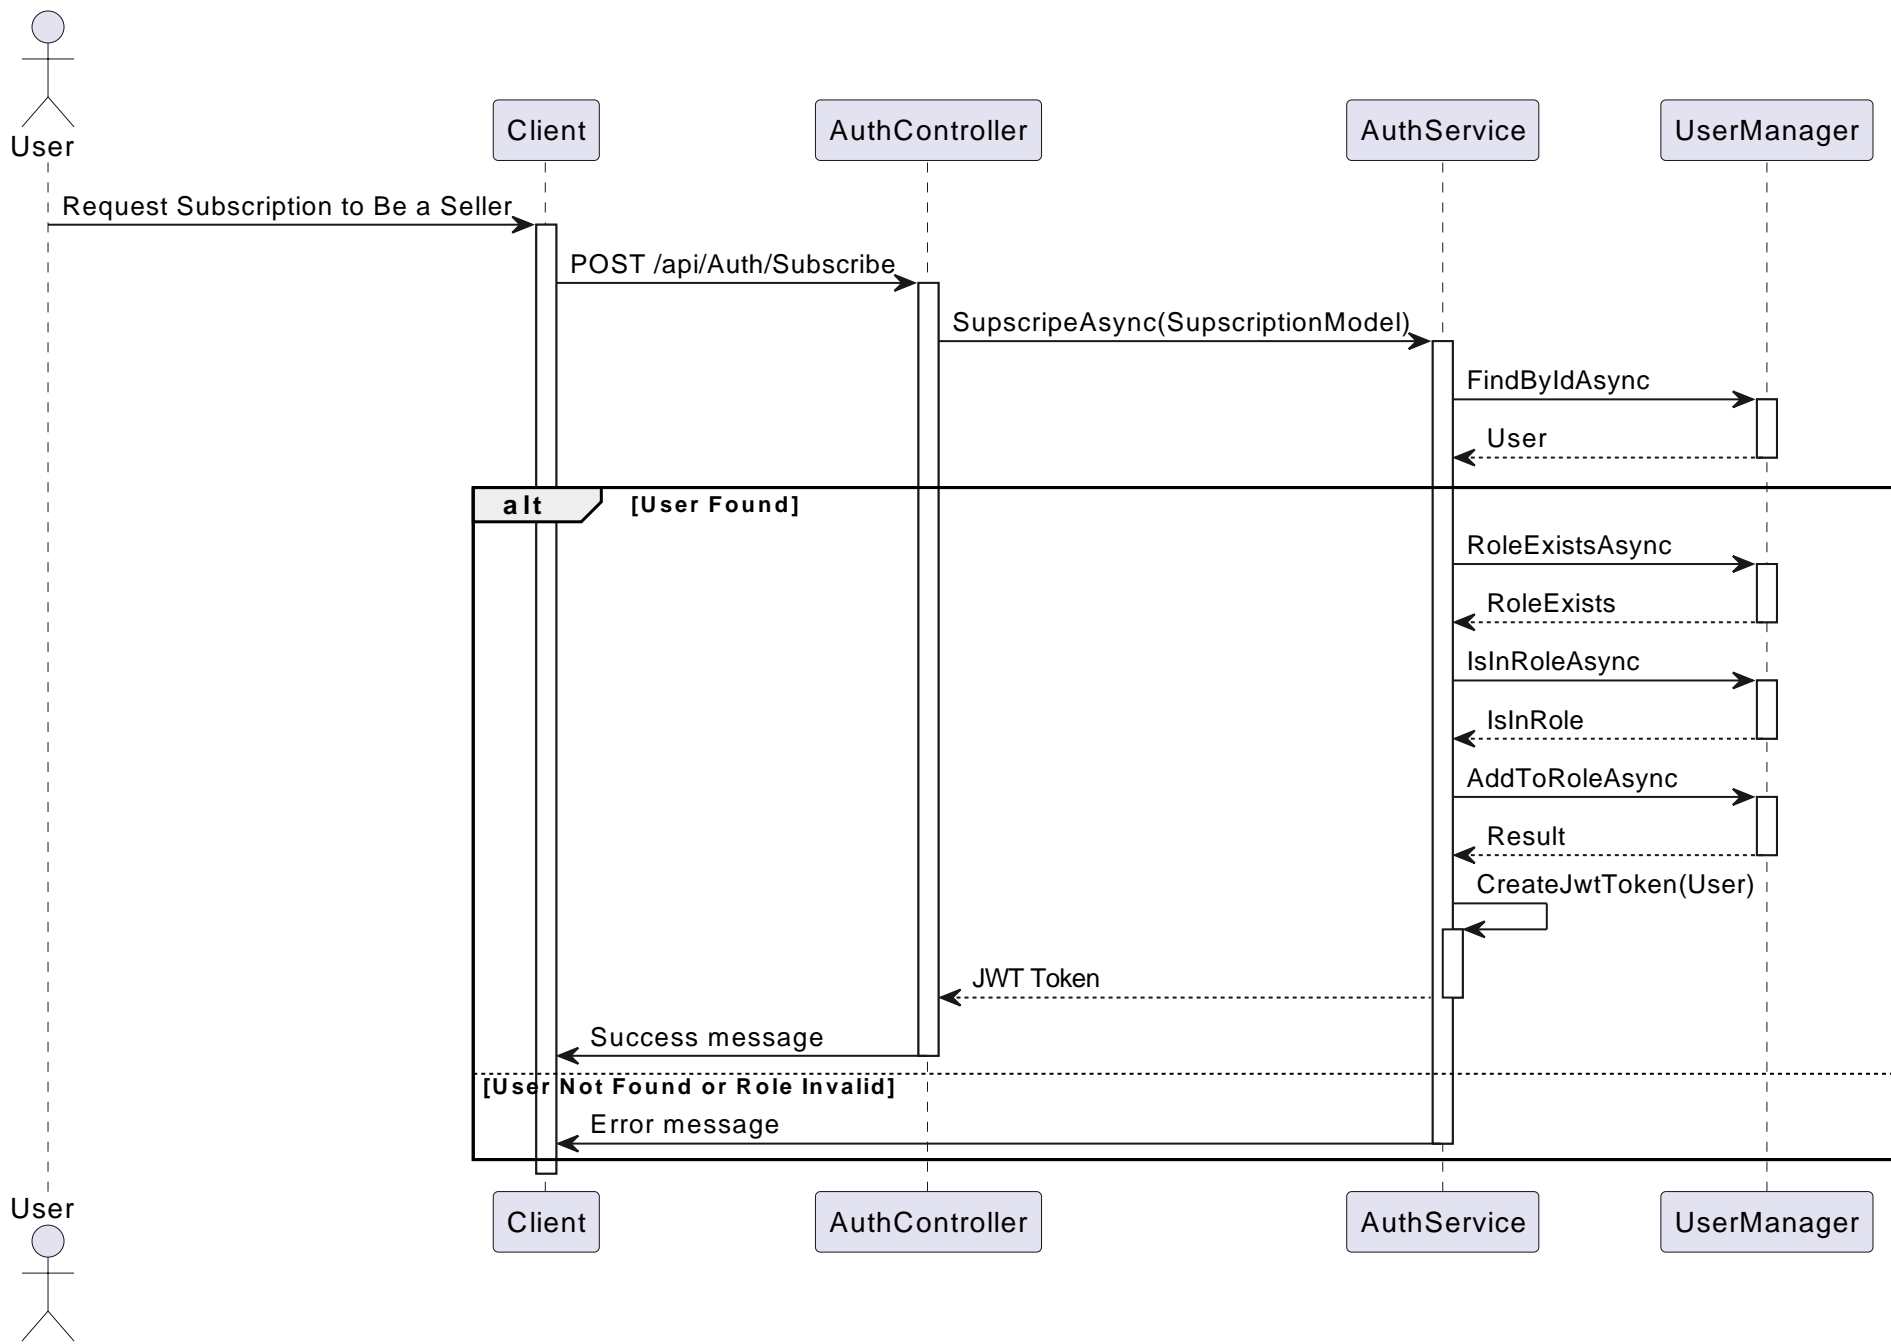 User
Client
AuthController
AuthService
UserManager
Request Subscription to Be a Seller
POST /api/Auth/Subscribe
SupscripeAsync(SupscriptionModel)
FindByIdAsync
User
alt
[User Found]
RoleExistsAsync
RoleExists
IsInRoleAsync
IsInRole
AddToRoleAsync
Result
CreateJwtToken(User)
JWT Token
Success message
[User Not Found or Role Invalid]
Error message
User
Client
AuthController
AuthService
UserManager